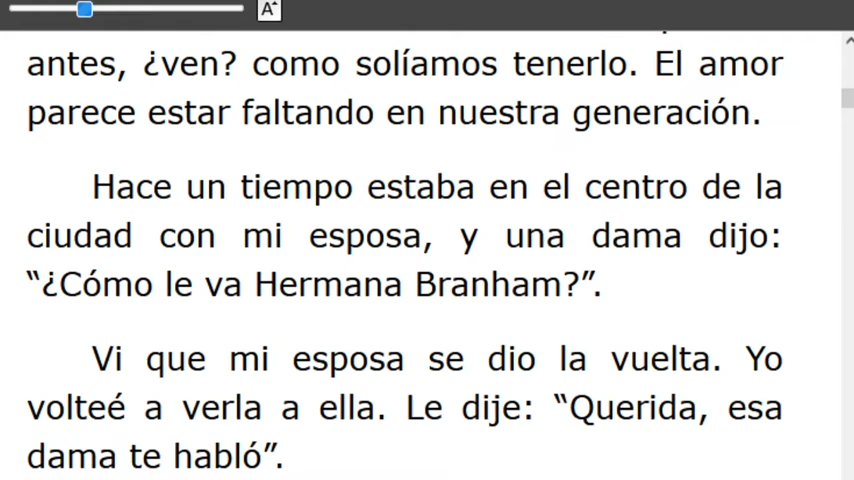 A
antes, ¿ven? como solíamos tenerlo. El amor
parece estar faltando en nuestra generación.
Hace un tiempo estaba en el centro de la
ciudad con mi esposa, y una dama dijo:
“¿Cómo le va Hermana Branham?”.
Vi que mi esposa se dio la vuelta. Yo
volteé a verla a ella. Le dije: “Querida, esa
dama te habló”.